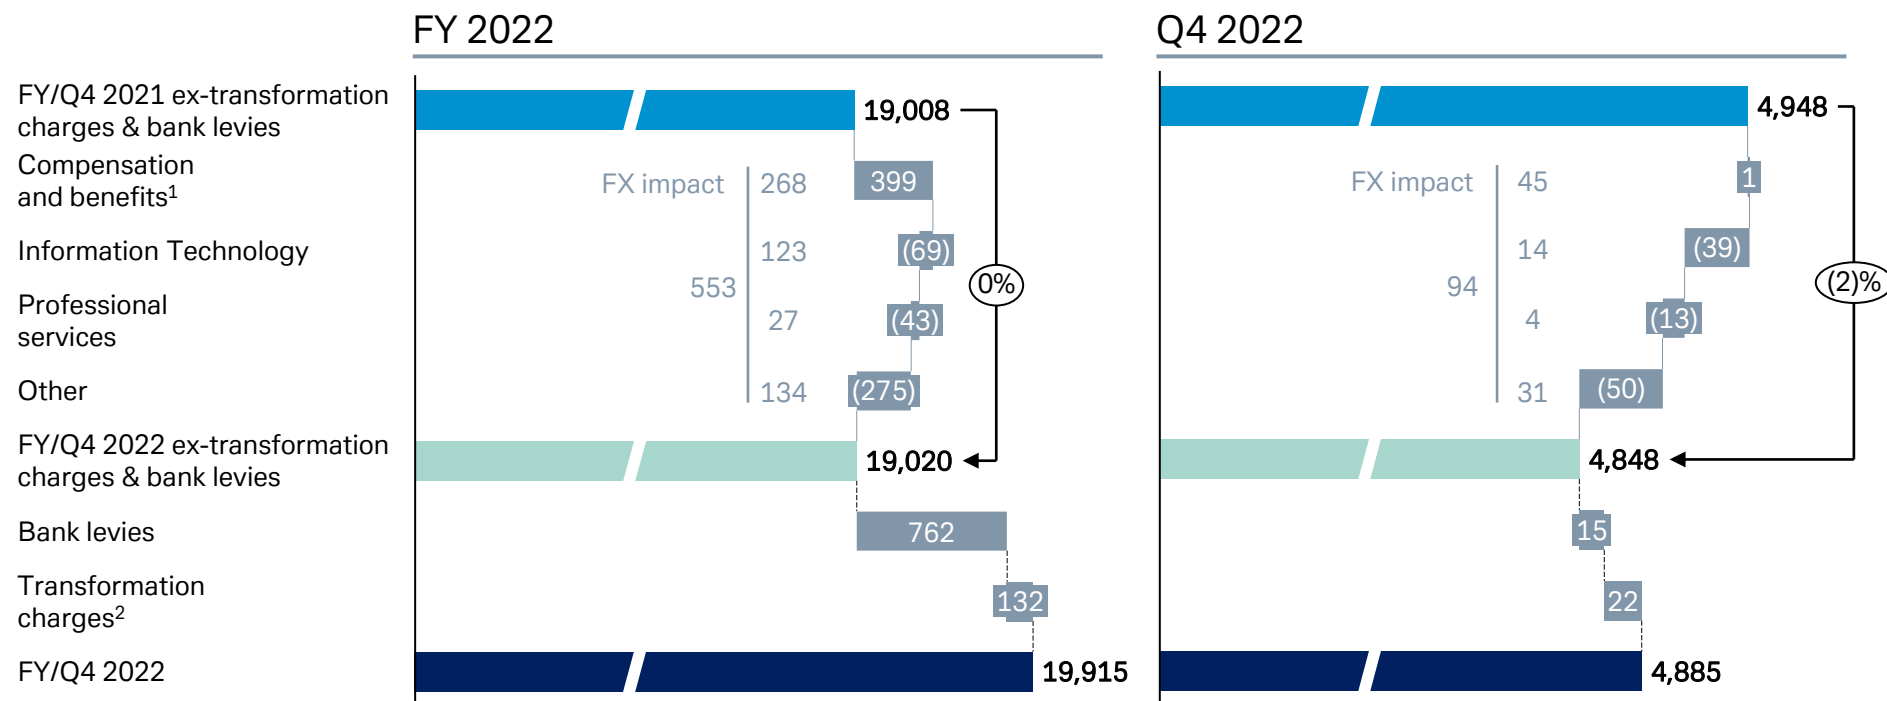 FY 2022
Q4 2022
FY/Q4 2021 ex-transformation
charges & bank levies
19,008
4,948
Compensation
and benefits1
FX impact
268
399
FX impact
45
1
Information Technology
123
(69)
14
(39)
553
0%
94
(2)%
Professional
services
27
(43)
4
(13)
Other
134
(275)
31
(50)
FY/Q4 2022 ex-transformation
charges & bank levies
19,020
4,848
Bank levies
762
15
Transformation
charges2
132
22
FY/Q4 2022
19,915
4,885